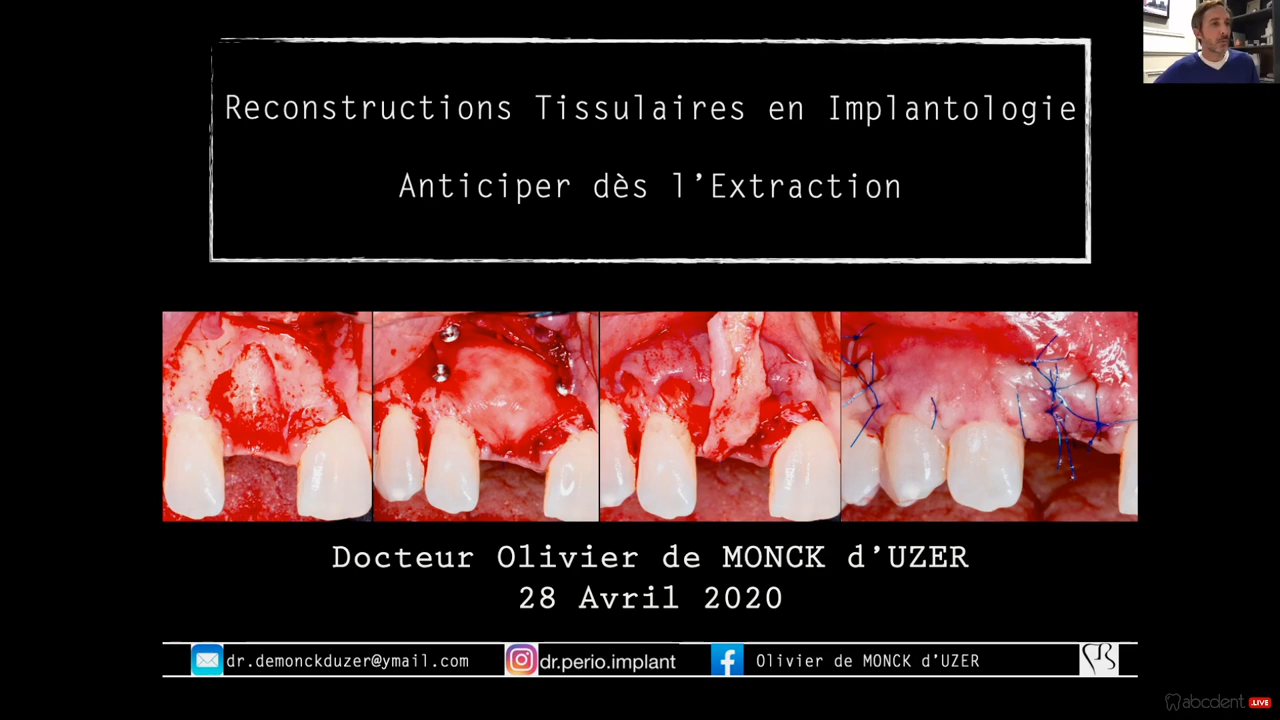 Reconstructions Tissulaires en Implantologie
Anticiper dès l’Extraction
Docteur Olivier de MONCK d’UZER
28 Avril 2020
dr.demonckduzer@ymail.com
dr.perio.implant
Olivier de MONCK d’UZER
abcdent LIVE